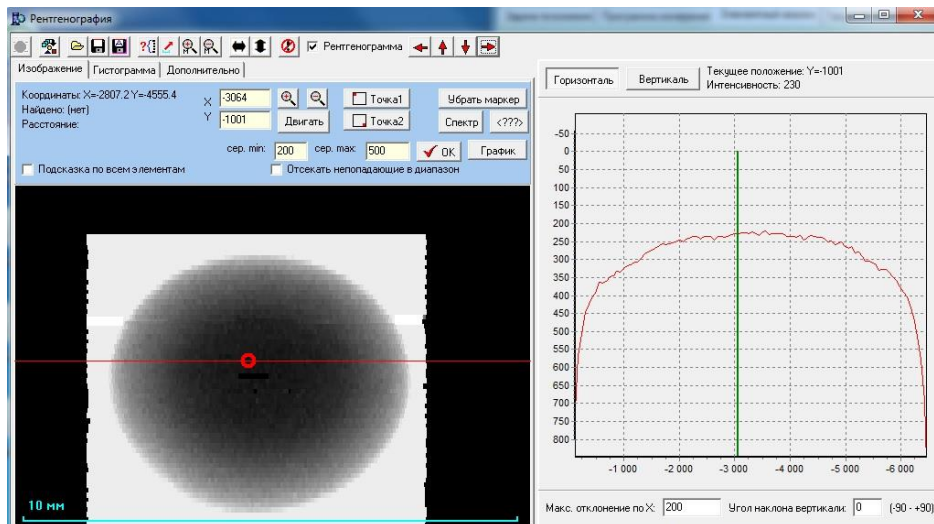 Рентгенография
Рентгенограмма
Изображение Гистограмма Дополнительно
Координаты: X=-2807.2 Y=-4555.4
Найдено: (нет)
Расстояние:
X -3064
Y -1001
Двигать
Точка1
Точка2
Убрать маркер
Спектр <???>
сер. min: 200 сер. max: 500 OK График
Подсказка по всем элементам
Отсекать непопадающие в диапазон
10 мм
Горизонталь Вертикаль
Текущее положение: Y=-1001
Интенсивность: 230
-50
0
50
100
150
200
250
300
350
400
450
500
550
600
650
700
750
800
-1 000 -2 000 -3 000 -4 000 -5 000 -6 000
Макс. отклонение по X: 200 Угол наклона вертикали: 0 (-90 - +90)